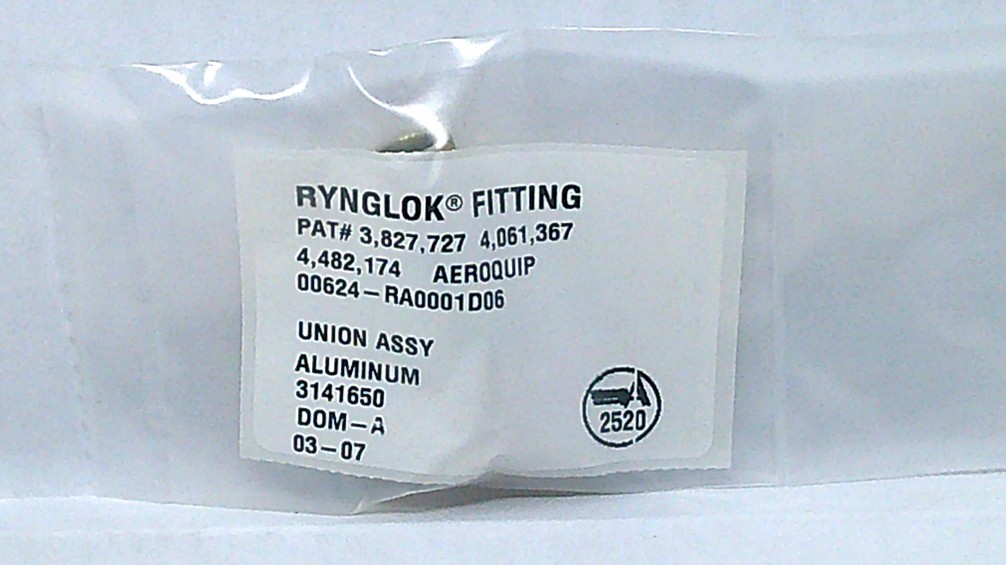 RYNGLOK® FITTING
PAT# 3,827,727 4,061,367
4,482,174 AEROQUIP
00624-RA0001D06
UNION ASSY
ALUMINUM
3141650
DOM-A
03-07
2520